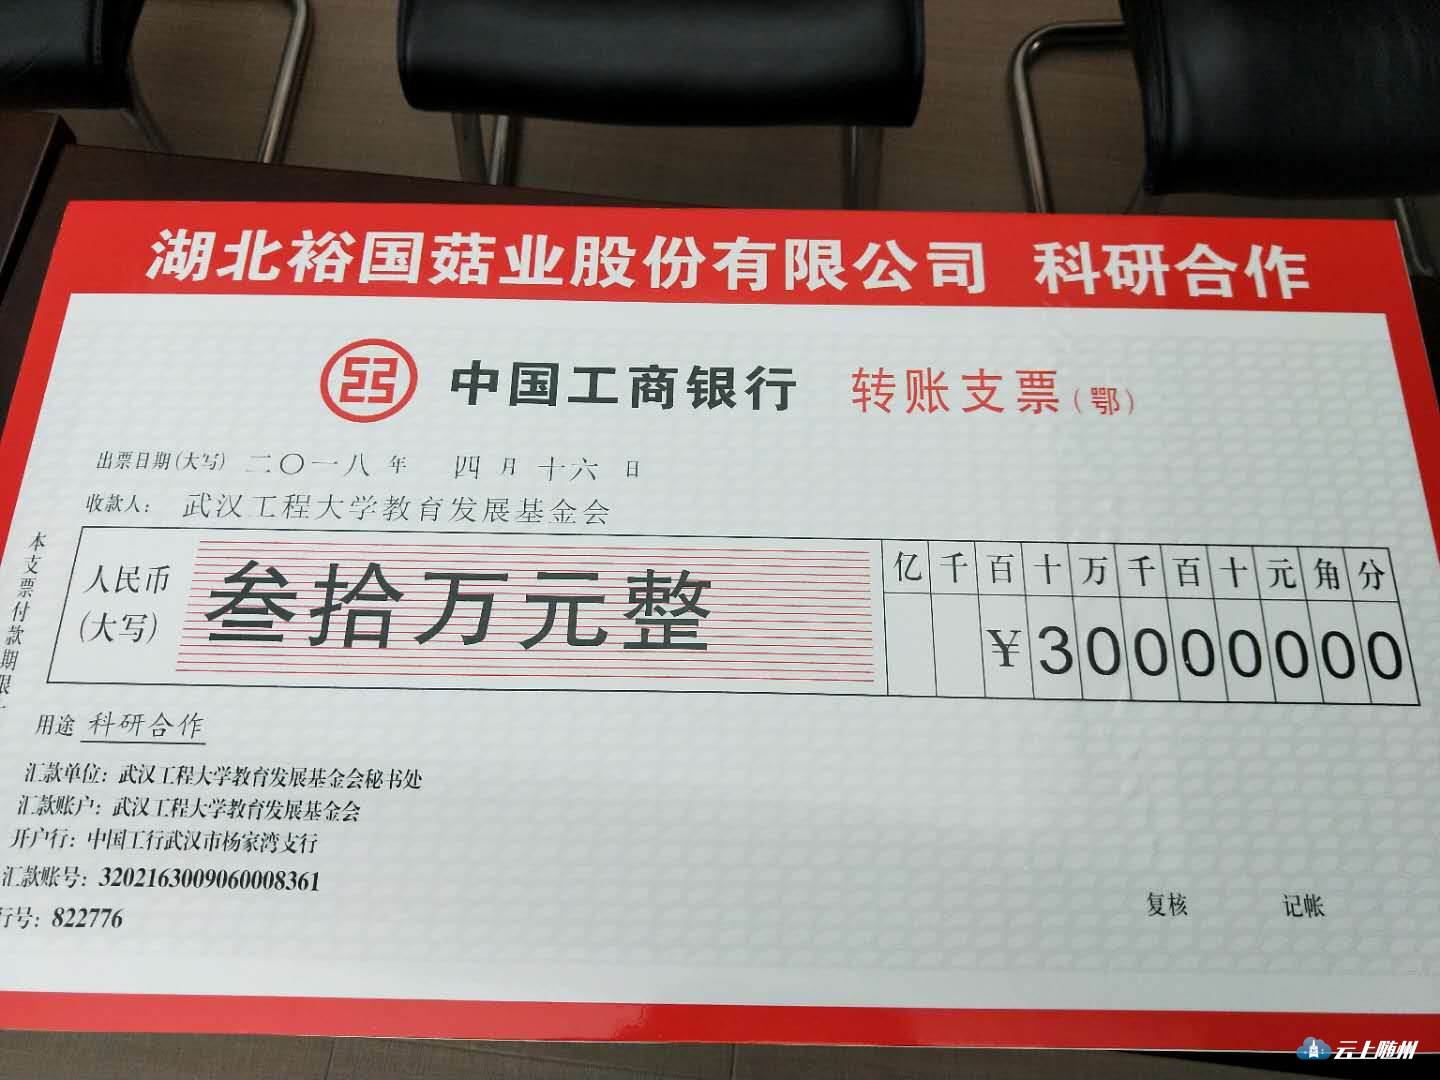 湖北裕国菇业股份有限公司 科研合作
中国工商银行 转账支票(鄂)
出票日期(大写) 二〇一八 年 四 月 十六 日
收款人: 武汉工程大学教育发展基金会
本支票付款期限
人民币
(大写)
叁拾万元整
亿 千 百 十 万 千 百 十 元 角 分
¥ 3 0 0 0 0 0 0 0
用途 科研合作
汇款单位: 武汉工程大学教育发展基金会秘书处
汇款账户: 武汉工程大学教育发展基金会
开户行: 中国工行武汉市杨家湾支行
汇款账号: 3202163009060008361
行号: 822776
复核 记帐
云上随州